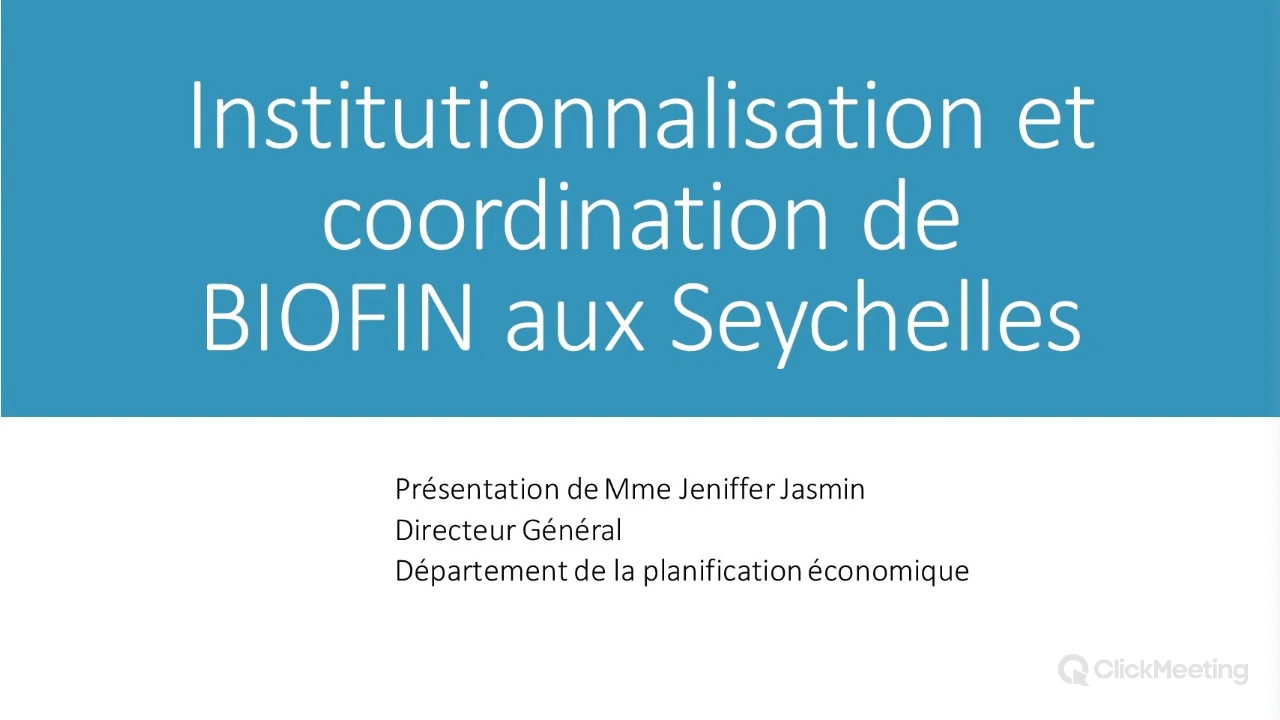 Institutionnalisation et
coordination de
BIOFIN aux Seychelles
Présentation de Mme Jeniffer Jasmin
Directeur Général
Département de la planification économique
ClickMeeting